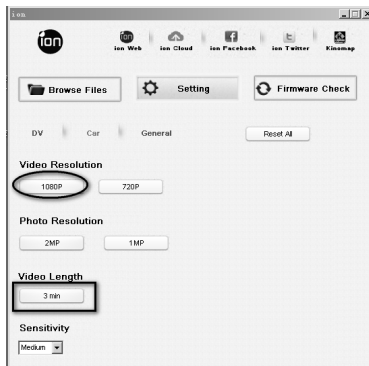 ion
ion
ion
ion Web ion Cloud ion Facebook ion Twitter Kinomap
Browse Files Setting Firmware Check
DV Car General Reset All
Video Resolution
1080P 720P
Photo Resolution
2MP 1MP
Video Length
3 min
Sensitivity
Medium